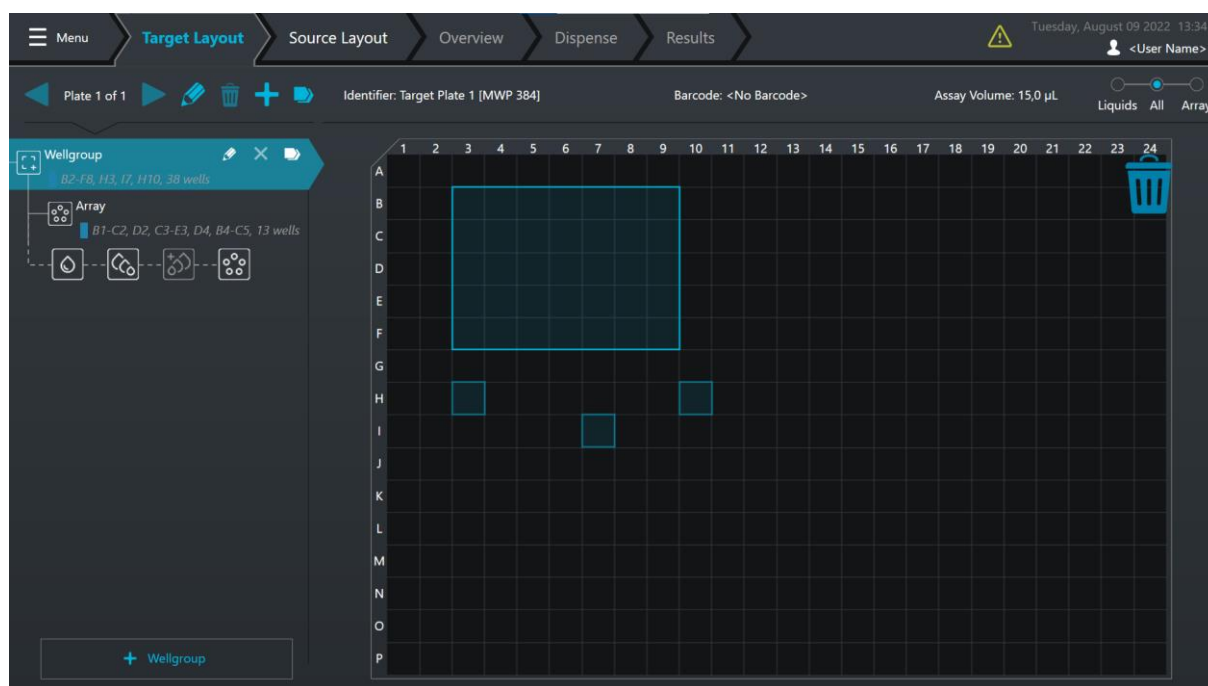 Menu
Target Layout
Source Layout
Overview
Dispense
Results
Tuesday, August 09 2022 13:34
<User Name>
Plate 1 of 1
Identifier: Target Plate 1 [MWP 384]
Barcode: <No Barcode>
Assay Volume: 15,0 µL
Liquids All Array
Wellgroup
B2-F8, H3, I7, H10, 38 wells
Array
B1-C2, D2, C3-E3, D4, B4-C5, 13 wells
1 2 3 4 5 6 7 8 9 10 11 12 13 14 15 16 17 18 19 20 21 22 23 24
A
B
C
D
E
F
G
H
I
J
K
L
M
N
O
P
+ Wellgroup